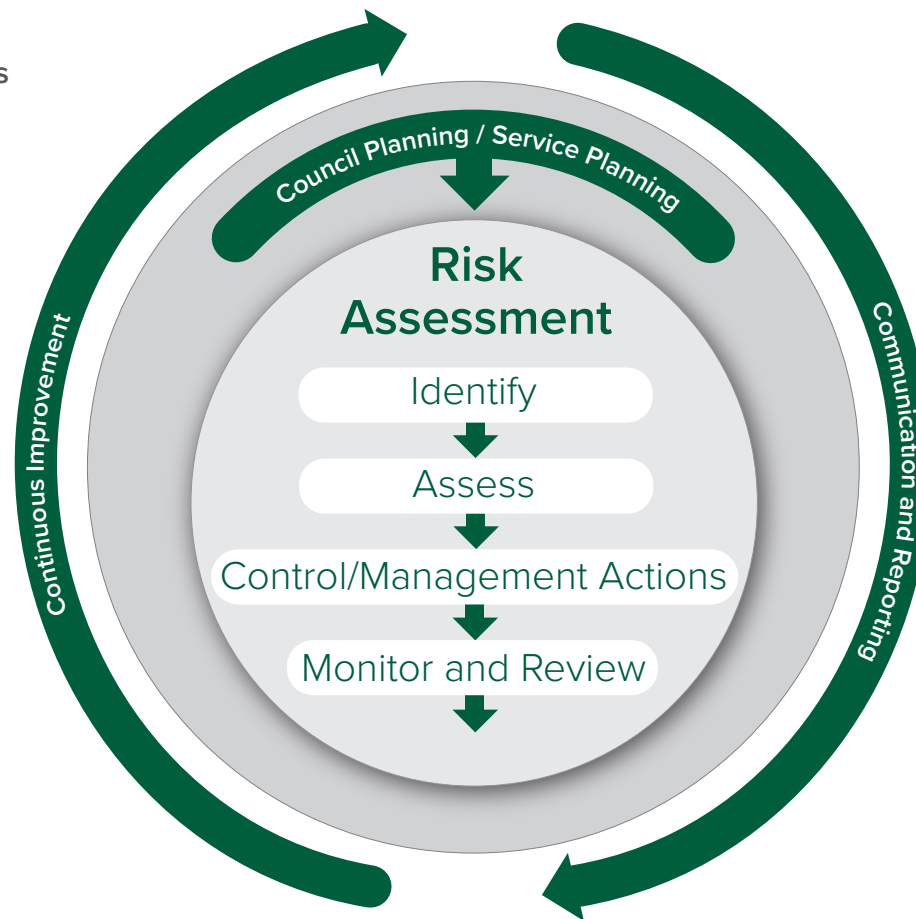 s
Council Planning / Service Planning
Risk
Assessment
Identify
Assess
Control/Management Actions
Monitor and Review
Continuous Improvement
Communication and Reporting